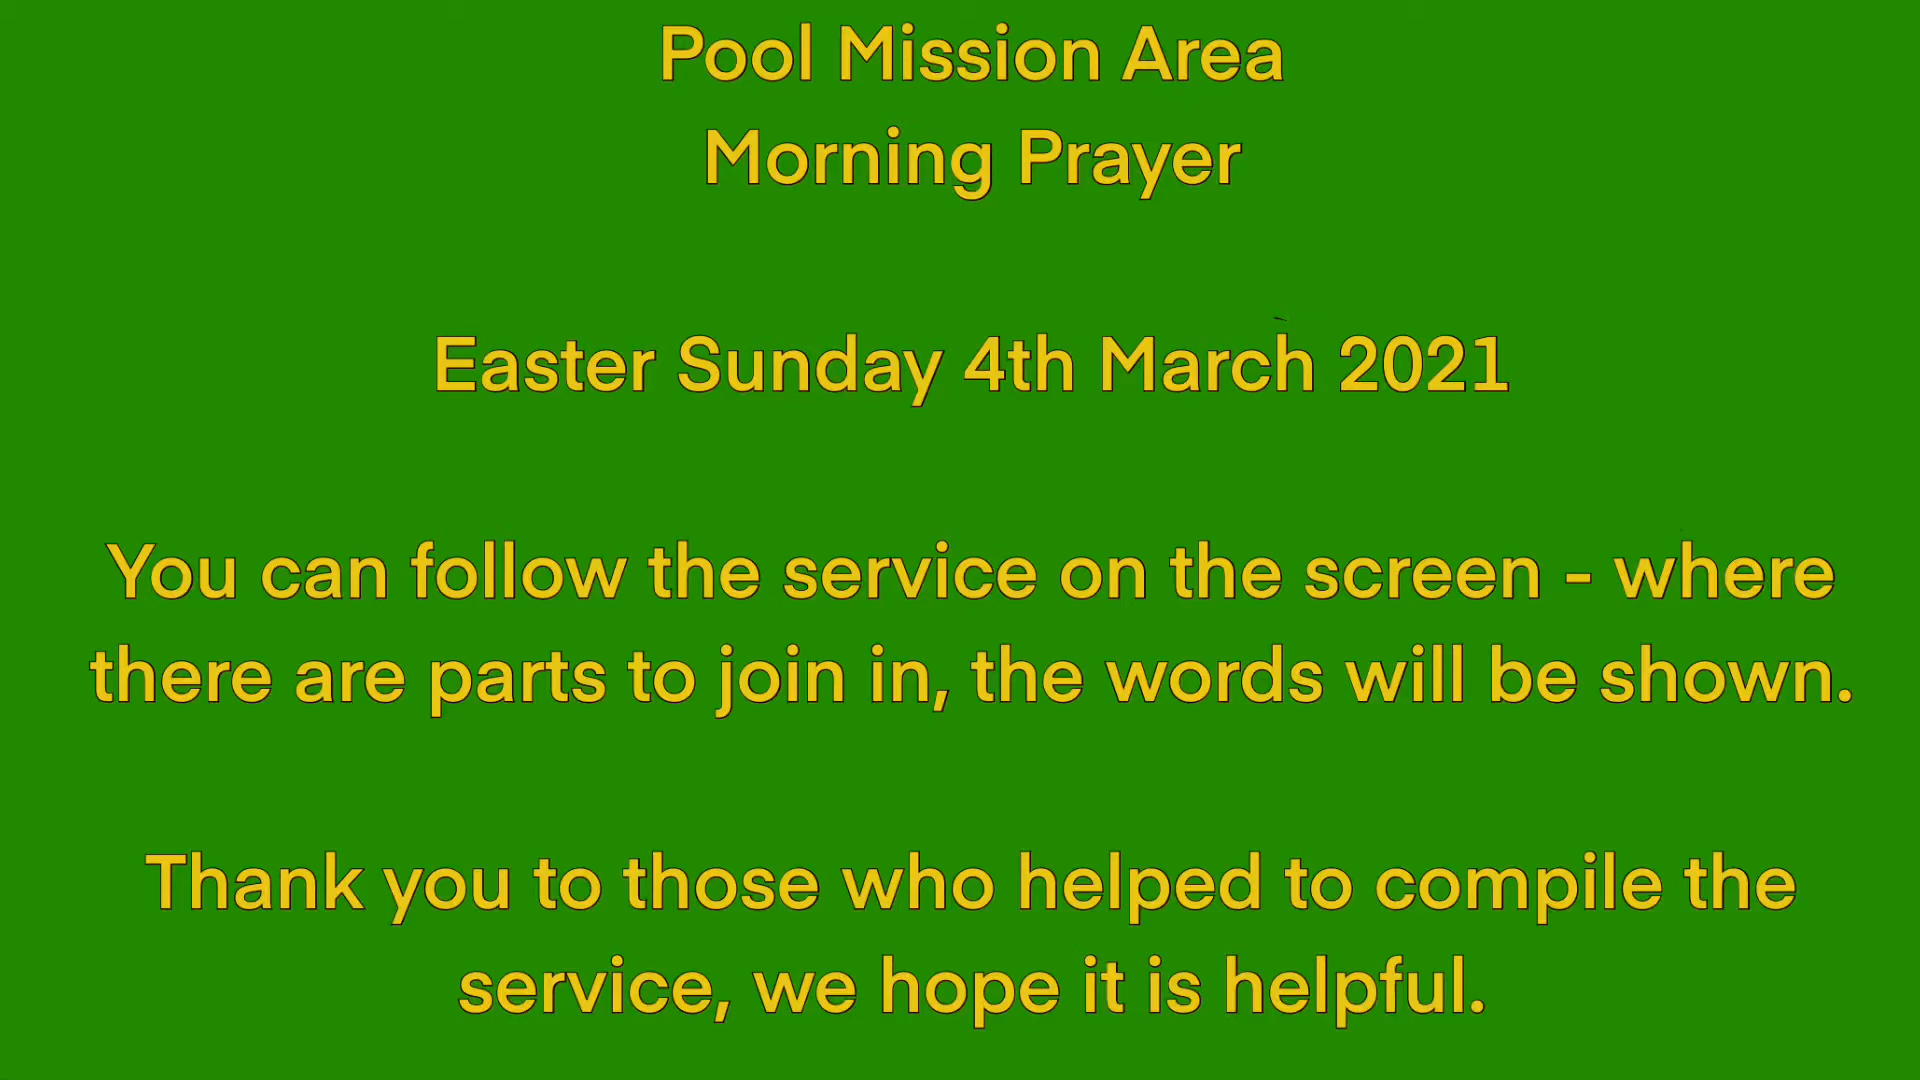 Pool Mission Area
Morning Prayer
Easter Sunday 4th March 2021
You can follow the service on the screen - where
there are parts to join in, the words will be shown.
Thank you to those who helped to compile the
service, we hope it is helpful.